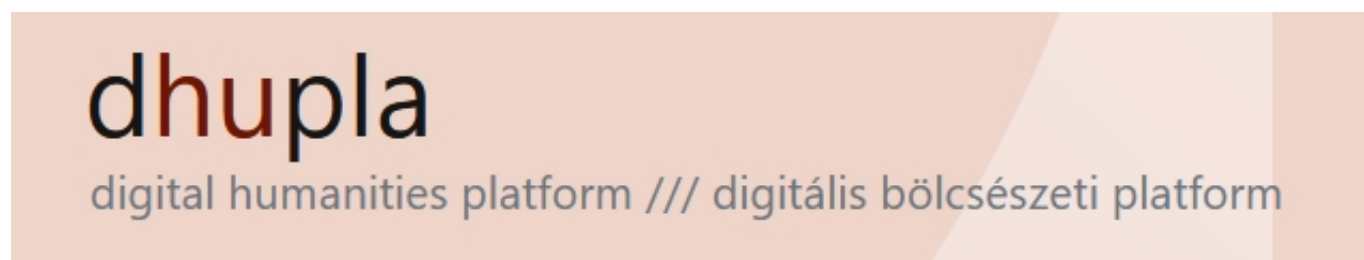 dhupla
digital humanities platform /// digitális bölcsészeti platform